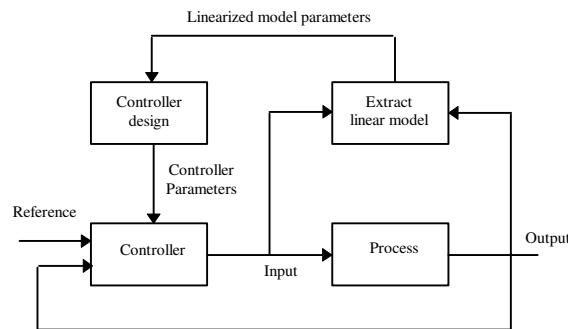 Linearized model parameters
Controller
design
Extract
linear model
Controller
Parameters
Reference
Controller
Input
Process
Output